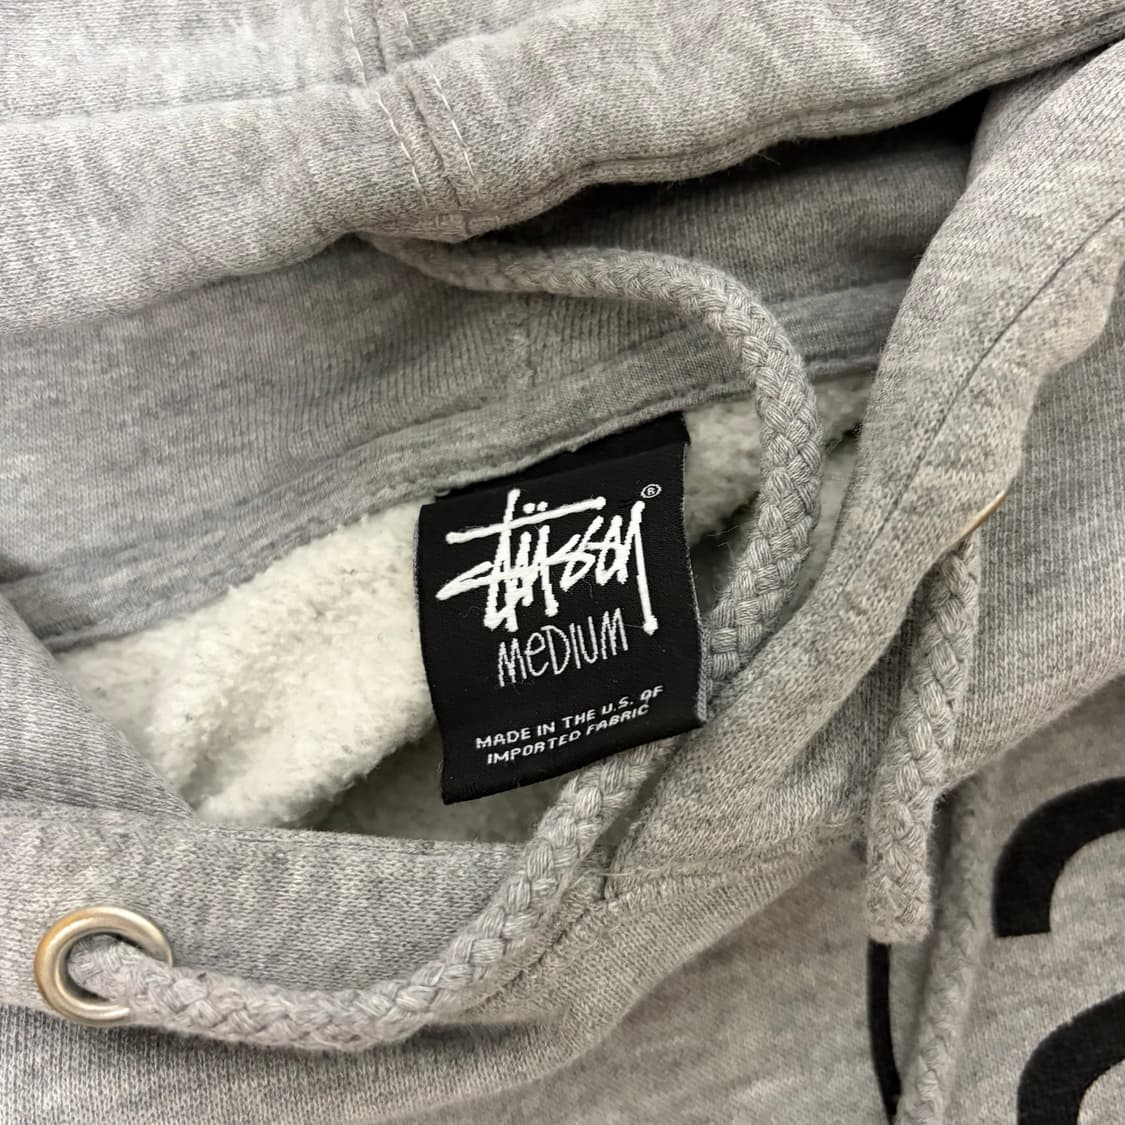 Stüssy ®
MEDIUM
MADE IN THE U.S. OF
IMPORTED FABRIC